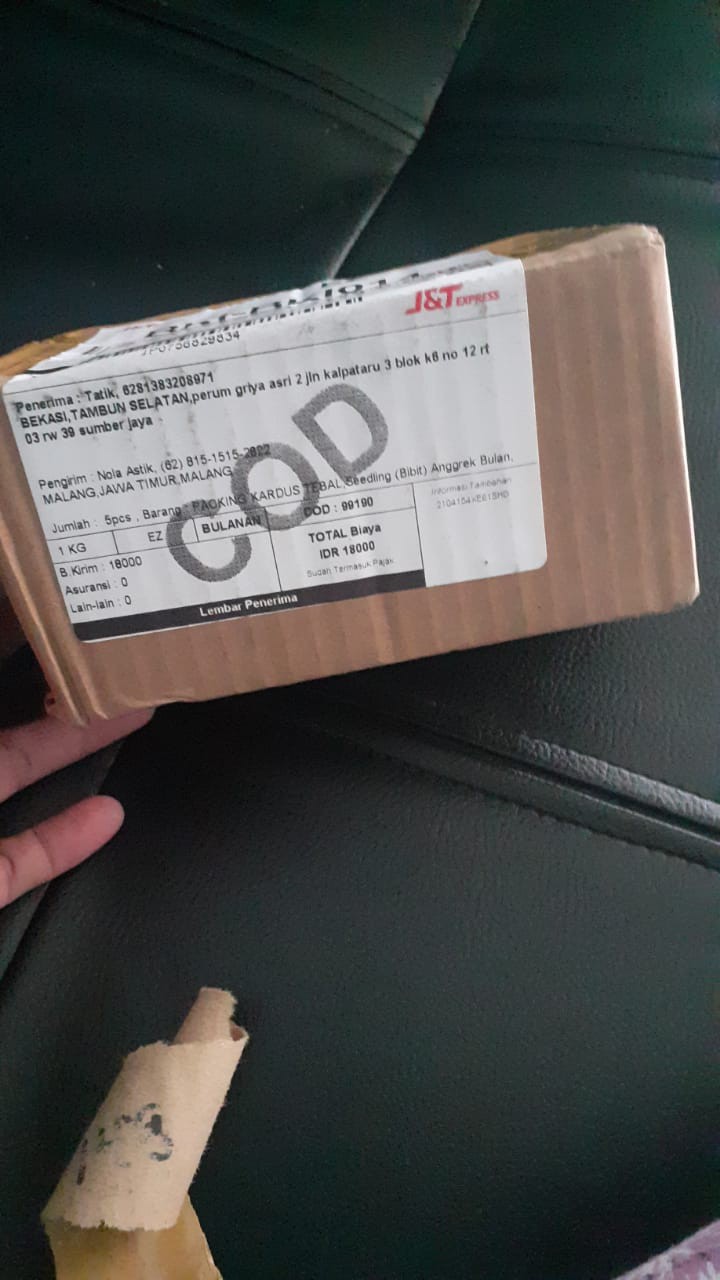 J&T EXPRESS
JP0756829834
Penerima : Tatik, 6281383208971
BEKASI,TAMBUN SELATAN,perum griya asri 2 jln kalpataru 3 blok k6 no 12 rt
03 rw 39 sumber jaya
Pengirim : Nola Astik, (62) 815-1515-2822
MALANG,JAWA TIMUR,MALANG
Jumlah : 5pcs , Barang : PACKING KARDUS TEBAL,Seedling (Bibit) Anggrek Bulan,
COD
1 KG EZ BULANAN COD : 99190
Informasi Tambahan
B.Kirim : 18000
TOTAL Biaya
IDR 18000
Asuransi : 0
Sudah Termasuk Pajak
Lain-lain : 0
Lembar Penerima